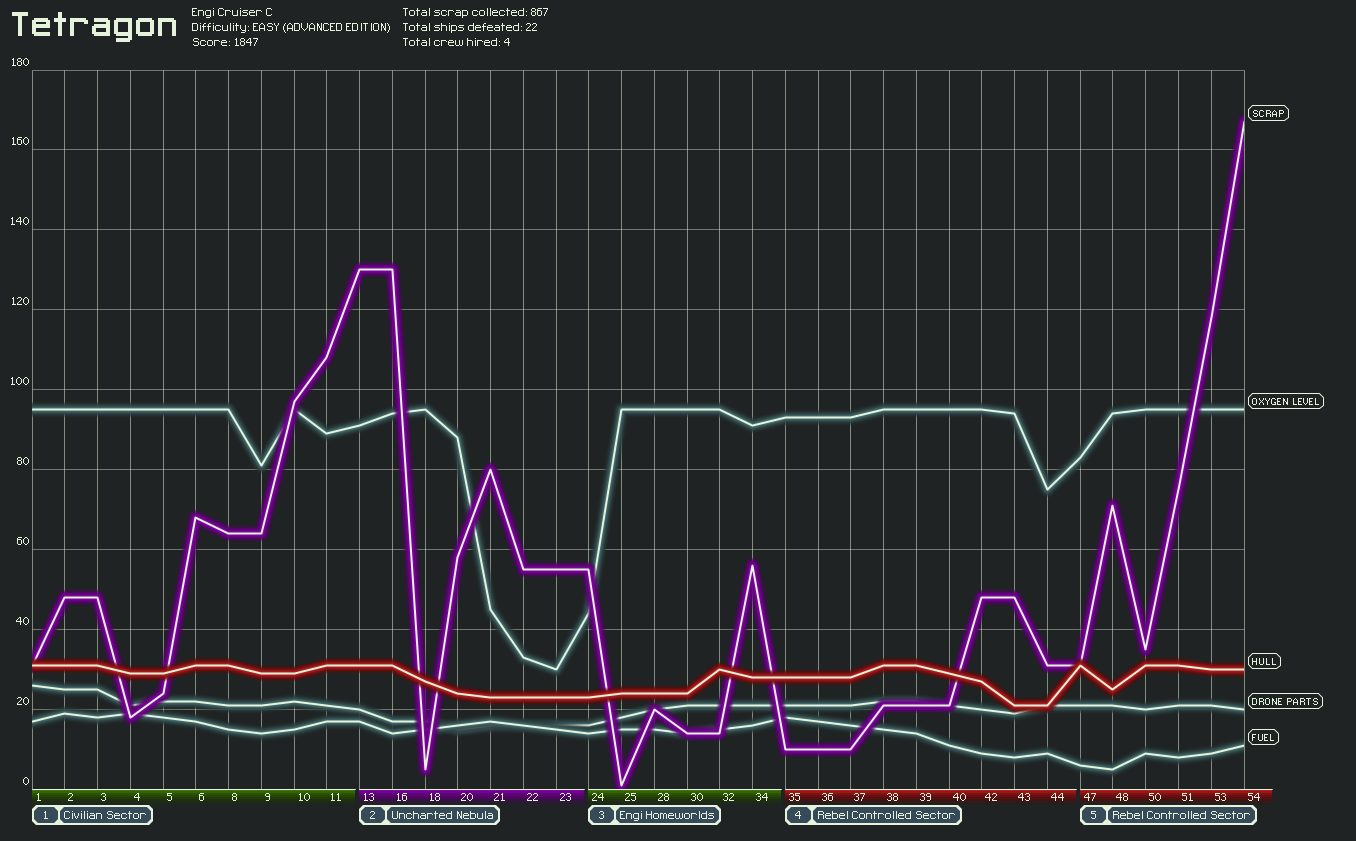 Tetragon
Engi Cruiser C
Difficulity: EASY (ADVANCED EDITION)
Score: 1847
Total scrap collected: 867
Total ships defeated: 22
Total crew hired: 4
180
160
140
120
100
80
60
40
20
0
SCRAP
OXYGEN LEVEL
HULL
DRONE PARTS
FUEL
1 2 3 4 5 6 8 9 10 11 13 16 18 20 21 22 23 24 25 28 30 32 34 35 36 37 38 39 40 42 43 44 47 48 50 51 53 54
1 Civilian Sector
2 Uncharted Nebula
3 Engi Homeworlds
4 Rebel Controlled Sector
5 Rebel Controlled Sector